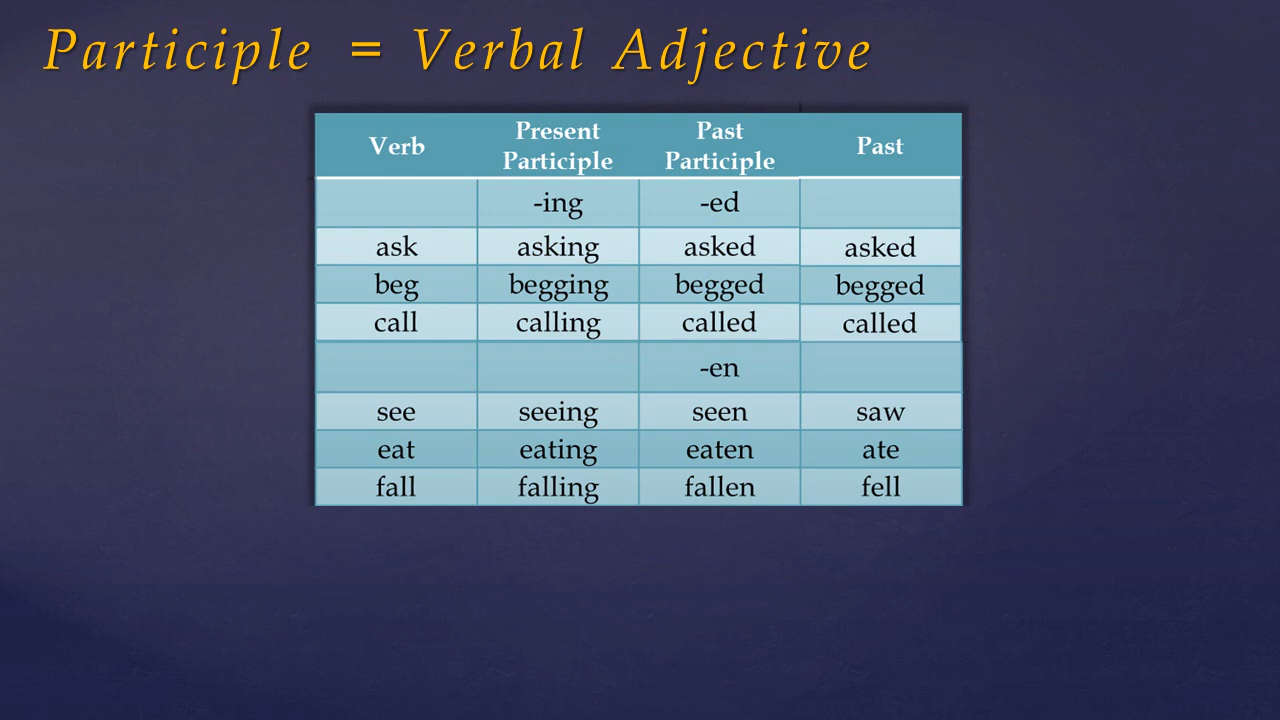 Participle = Verbal Adjective
Verb Present Participle Past Participle Past
-ing -ed
ask asking asked asked
beg begging begged begged
call calling called called
-en
see seeing seen saw
eat eating eaten ate
fall falling fallen fell